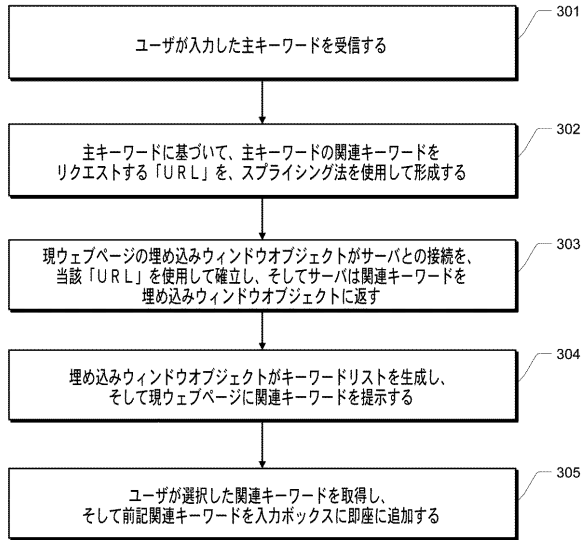 301
ユーザが入力した主キーワードを受信する
302
主キーワードに基づいて、主キーワードの関連キーワードを
リクエストする「ＵＲＬ」を、スプライシング法を使用して形成する
303
現ウェブページの埋め込みウィンドウオブジェクトがサーバとの接続を、
当該「ＵＲＬ」を使用して確立し、そしてサーバは関連キーワードを
埋め込みウィンドウオブジェクトに返す
304
埋め込みウィンドウオブジェクトがキーワードリストを生成し、
そして現ウェブページに関連キーワードを提示する
305
ユーザが選択した関連キーワードを取得し、
そして前記関連キーワードを入力ボックスに即座に追加する